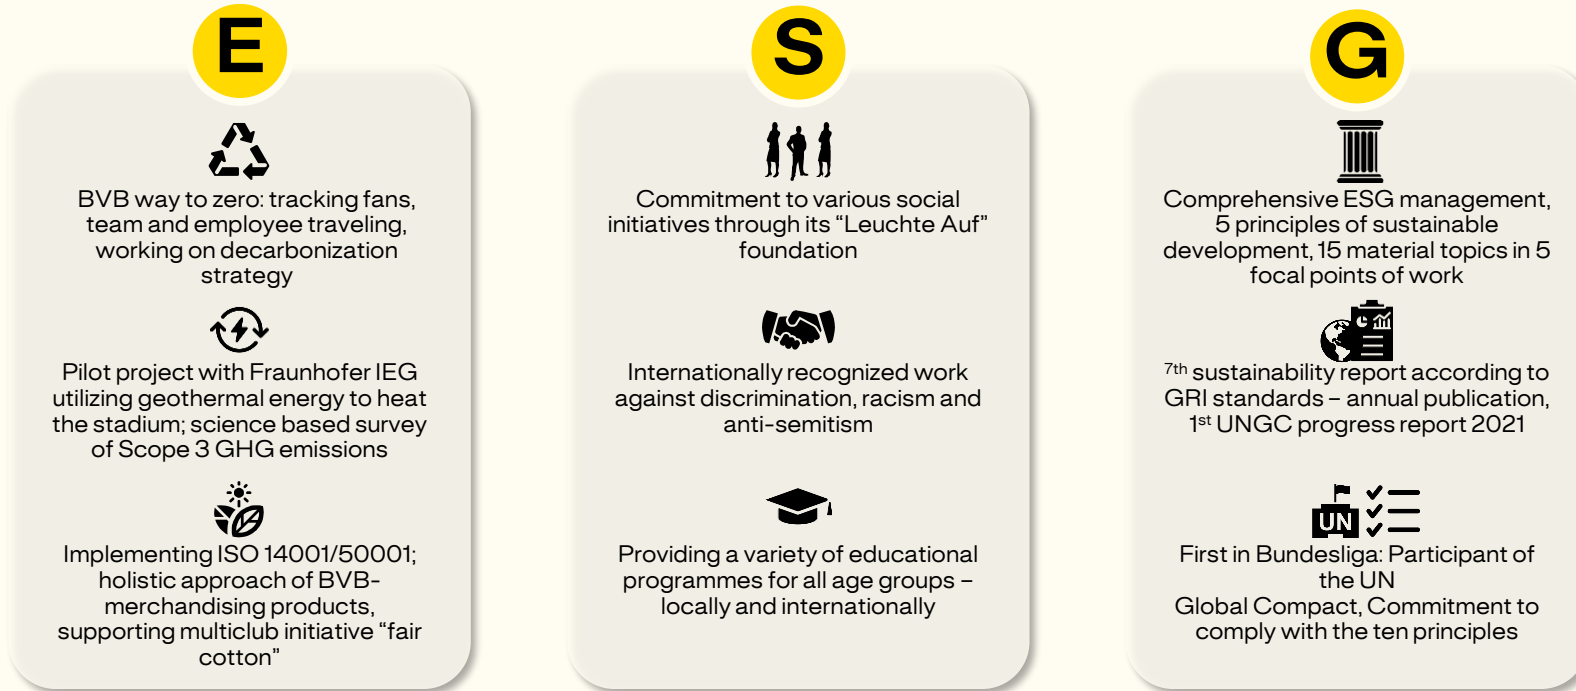 E
BVB way to zero: tracking fans,
team and employee traveling,
working on decarbonization
strategy
Pilot project with Fraunhofer IEG
utilizing geothermal energy to heat
the stadium; science based survey
of Scope 3 GHG emissions
Implementing ISO 14001/50001;
holistic approach of BVB-
merchandising products,
supporting multiclub initiative “fair
cotton”
S
Commitment to various social
initiatives through its “Leuchte Auf”
foundation
Internationally recognized work
against discrimination, racism and
anti-semitism
Providing a variety of educational
programmes for all age groups –
locally and internationally
G
Comprehensive ESG management,
5 principles of sustainable
development, 15 material topics in 5
focal points of work
7th sustainability report according to
GRI standards – annual publication,
1st UNGC progress report 2021
UN
First in Bundesliga: Participant of
the UN
Global Compact, Commitment to
comply with the ten principles